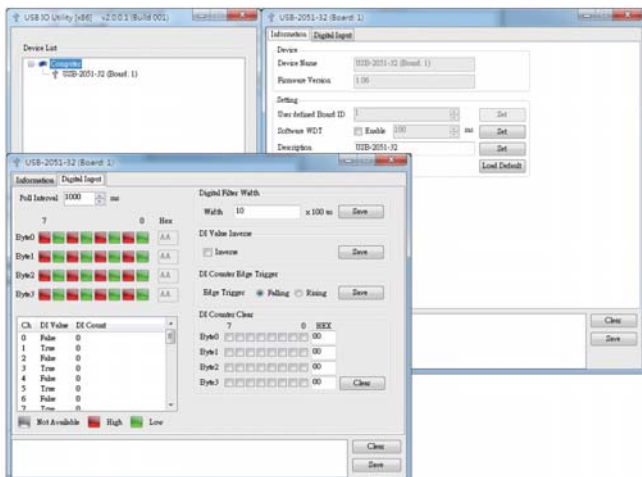 USB IO Utility [x86] v2.0.0.1 (Build 001)
Device List
Computer
USB-2051-32 (Board: 1)
USB-2051-32 (Board: 1)
Information Digital Input
Device
Device Name USB-2051-32 (Board: 1)
Firmware Version 1.06
Setting
User defined Board ID 1 Set
Software WDT Enable 100 ms Set
Description USB-2051-32 Set
Load Default
Clear
Save
USB-2051-32 (Board: 1)
Information Digital Input
Poll Interval 1000 ms
7 0 Hex
Byte0 AA
Byte1 AA
Byte2 AA
Byte3 AA
Ch DI Value DI Count
0 False 0
1 True 0
2 False 0
3 True 0
4 False 0
5 True 0
6 False 0
7 True 0
Not Available High Low
Digital Filter Width
Width 10 x 100 us Save
DI Value Inverse
Inverse Save
DI Counter Edge Trigger
Edge Trigger Falling Rising Save
DI Counter Clear
7 0 HEX
Byte0 00
Byte1 00
Byte2 00
Byte3 00 Clear
Clear
Save